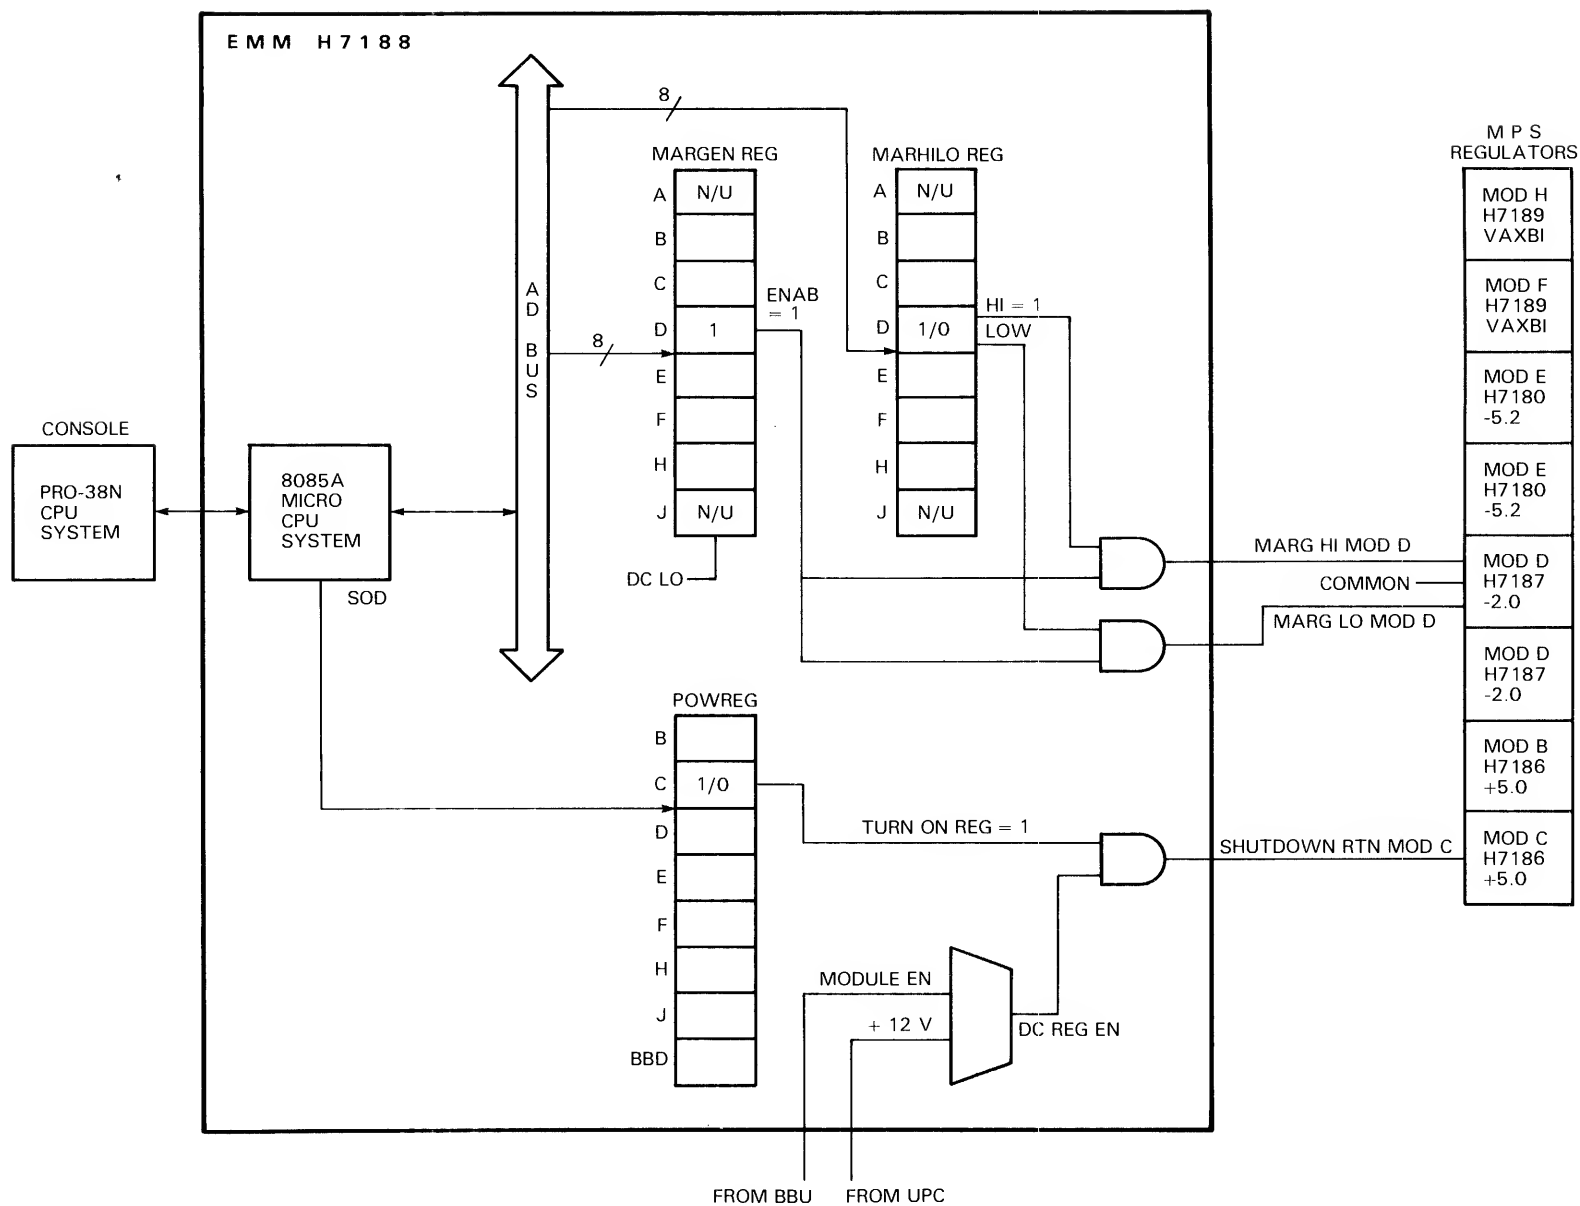 EMM H7188
8
MARGEN REG
MARHILO REG
M P S
REGULATORS
A
N/U
B
C
D
1
E
F
H
J
N/U
ENAB
= 1
DC LO
A
N/U
B
C
D
1/0
E
F
H
J
N/U
HI = 1
LOW
AD BUS
8
CONSOLE
PRO-38N
CPU
SYSTEM
8085A
MICRO
CPU
SYSTEM
SOD
MARG HI MOD D
COMMON
MARG LO MOD D
MOD H
H7189
VAXBI
MOD F
H7189
VAXBI
MOD E
H7180
-5.2
MOD E
H7180
-5.2
MOD D
H7187
-2.0
MOD D
H7187
-2.0
MOD B
H7186
+5.0
MOD C
H7186
+5.0
POWREG
B
C
1/0
D
E
F
H
J
BBD
TURN ON REG = 1
SHUTDOWN RTN MOD C
MODULE EN
+ 12 V
DC REG EN
FROM BBU
FROM UPC